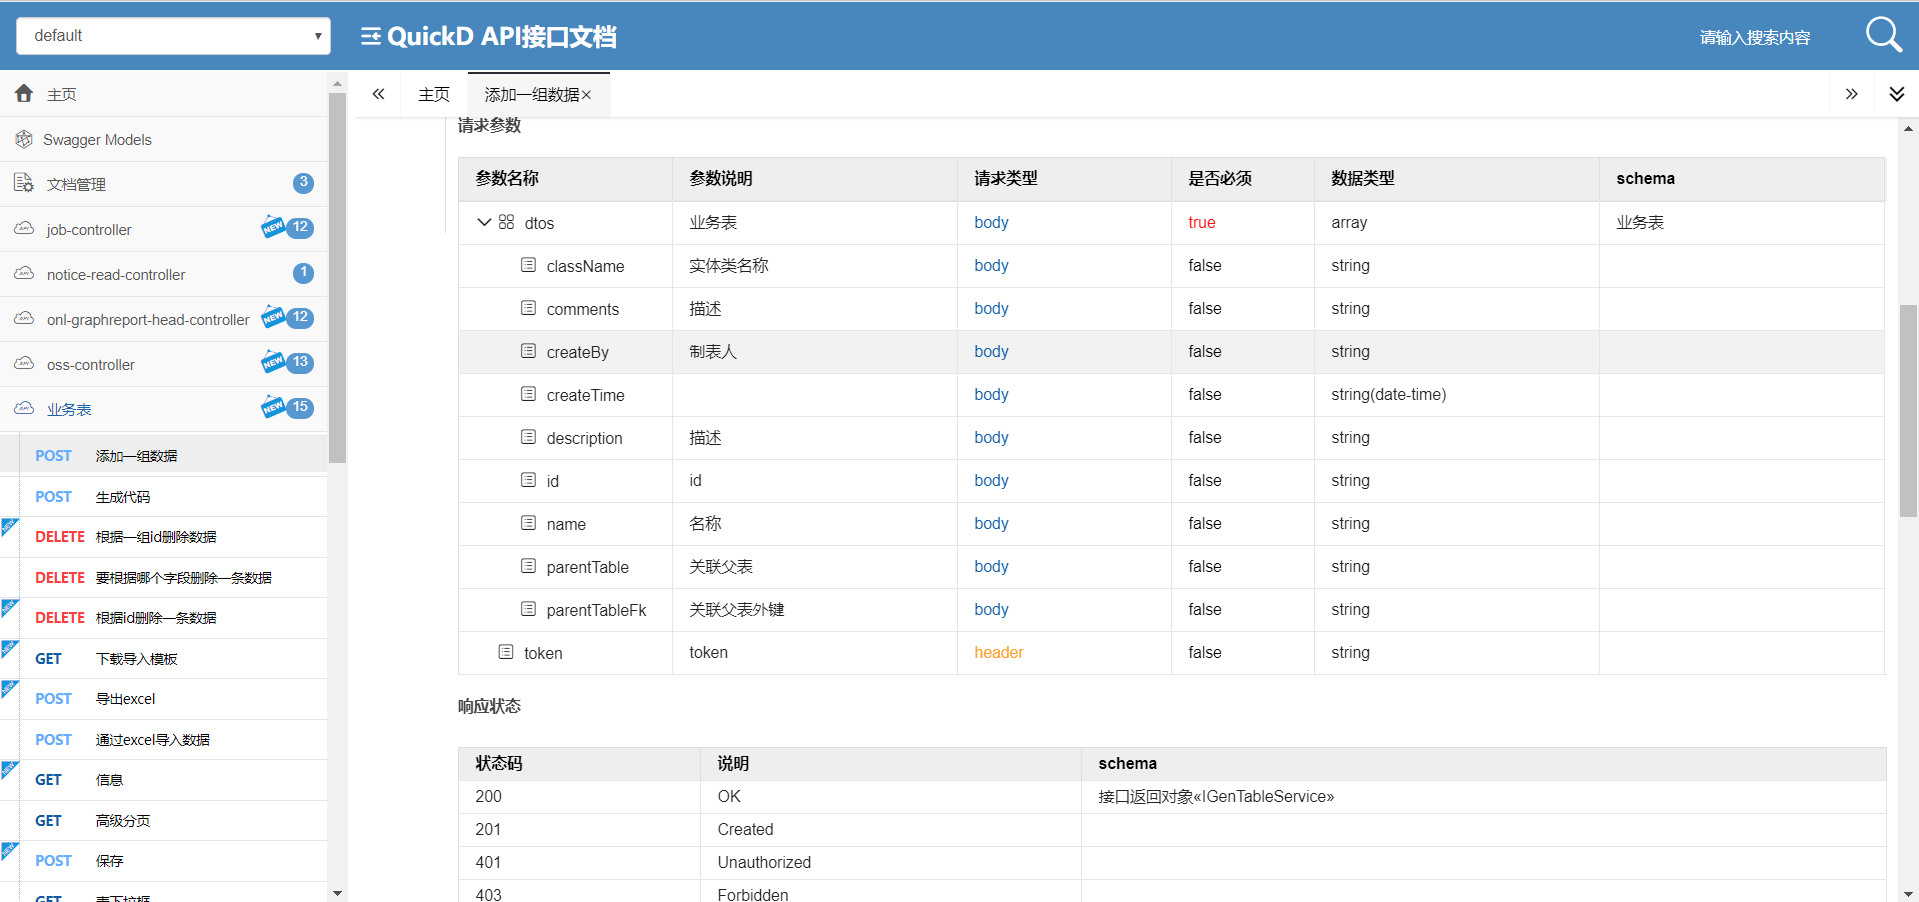 default
QuickD API接口文档
请输入搜索内容
主页
Swagger Models
文档管理 3
job-controller NEW 12
notice-read-controller 1
onl-graphreport-head-controller NEW 12
oss-controller NEW 13
业务表 NEW 15
POST 添加一组数据
POST 生成代码
NEW
DELETE 根据一组id删除数据
DELETE 要根据哪个字段删除一条数据
NEW
DELETE 根据id删除一条数据
NEW
GET 下载导入模板
NEW
POST 导出excel
POST 通过excel导入数据
NEW
GET 信息
GET 高级分页
NEW
POST 保存
GET 表下拉框
主页 添加一组数据×
请求参数
参数名称 参数说明 请求类型 是否必须 数据类型 schema
dtos 业务表 body true array 业务表
className 实体类名称 body false string
comments 描述 body false string
createBy 制表人 body false string
createTime body false string(date-time)
description 描述 body false string
id id body false string
name 名称 body false string
parentTable 关联父表 body false string
parentTableFk 关联父表外键 body false string
token token header false string
响应状态
状态码 说明 schema
200 OK 接口返回对象«IGenTableService»
201 Created
401 Unauthorized
403 Forbidden